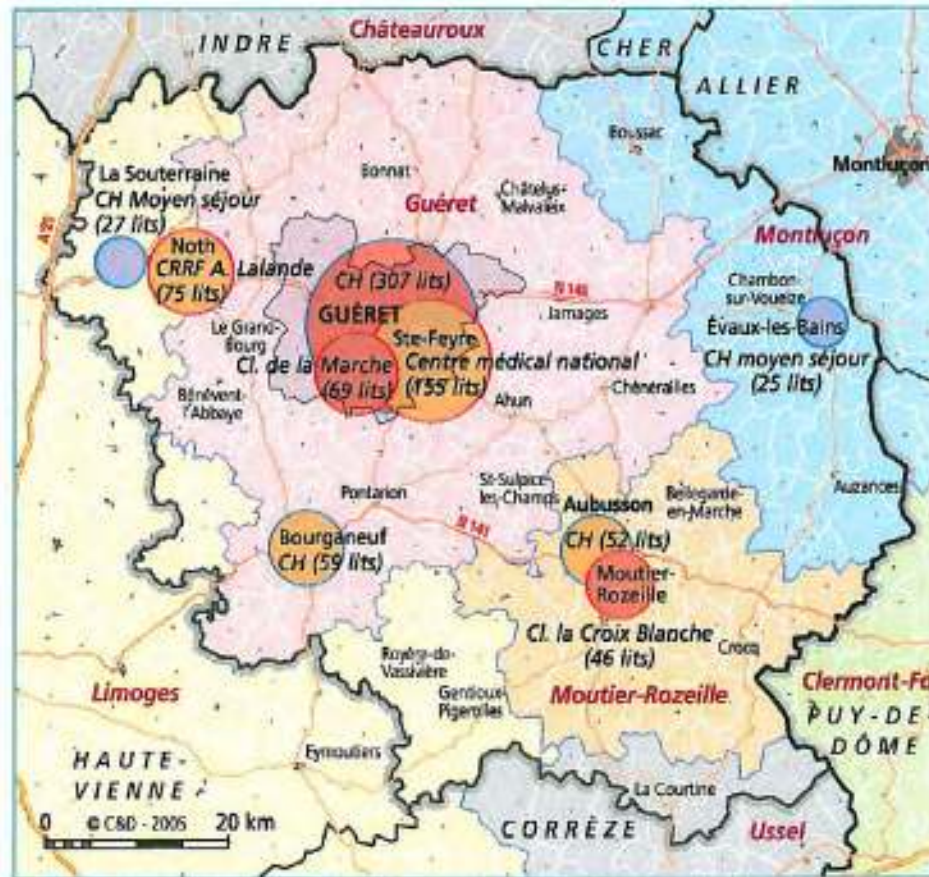 Châteauroux
INDRE
CHER
ALLIER
Boussac
Montluçon
La Souterraine
CH Moyen séjour
(27 lits)
Bonnat
Guéret
Châtelus-
Malvaleix
A 20
Noth
CRRF A. Lalande
(75 lits)
CH (307 lits)
GUÉRET
N 145
Jarnages
Montluçon
Chambon-
sur-Voueize
Évaux-les-Bains
CH moyen séjour
(25 lits)
Le Grand-
Bourg
Ste-Feyre
Centre médical national
(155 lits)
Cl. de la Marche
(69 lits)
Bénévent-
l'Abbaye
Ahun
Chénérailles
Pontarion
St-Sulpice-
les-Champs
Aubusson
CH (52 lits)
Bellegarde-
en-Marche
Auzances
N 141
Bourganeuf
CH (59 lits)
Moutier-
Rozeille
Cl. la Croix Blanche
(46 lits)
Crocq
Royère-de-
Vassivière
Gentioux-
Pigerolles
Moutier-Rozeille
Limoges
Clermont-Fd
PUY-DE-
DÔME
HAUTE-
VIENNE
Eymoutiers
La Courtine
0 © C&D - 2005 20 km
CORRÈZE
Ussel